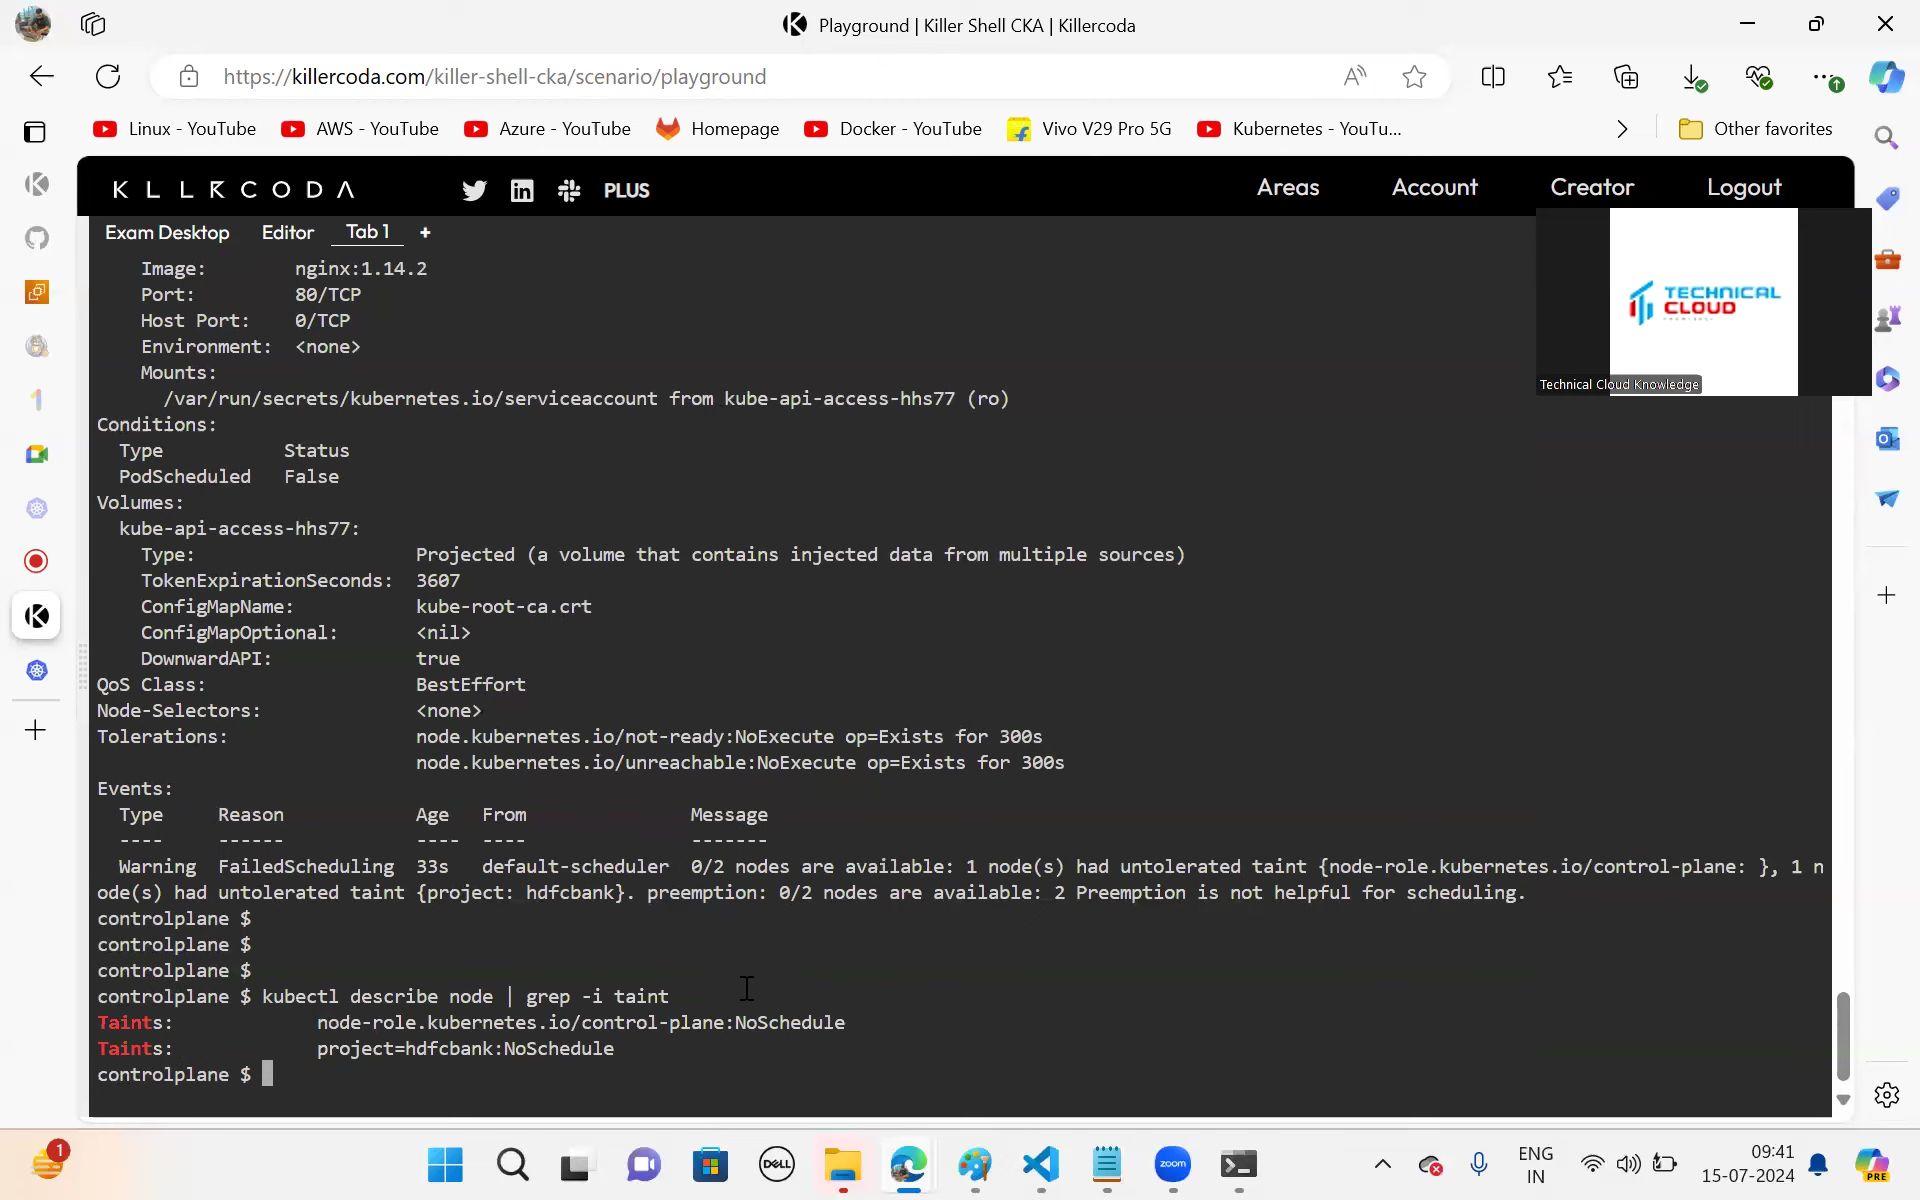 Playground | Killer Shell CKA | Killercoda
https://killercoda.com/killer-shell-cka/scenario/playground
Linux - YouTube
AWS - YouTube
Azure - YouTube
Homepage
Docker - YouTube
Vivo V29 Pro 5G
Kubernetes - YouTu...
Other favorites
PLUS
Areas
Account
Creator
Logout
Exam Desktop
Editor
Tab 1
+
Image: nginx:1.14.2
Port: 80/TCP
Host Port: 0/TCP
Environment: <none>
Mounts:
/var/run/secrets/kubernetes.io/serviceaccount from kube-api-access-hhs77 (ro)
Conditions:
Type Status
PodScheduled False
Volumes:
kube-api-access-hhs77:
Type: Projected (a volume that contains injected data from multiple sources)
TokenExpirationSeconds: 3607
ConfigMapName: kube-root-ca.crt
ConfigMapOptional: <nil>
DownwardAPI: true
QoS Class: BestEffort
Node-Selectors: <none>
Tolerations: node.kubernetes.io/not-ready:NoExecute op=Exists for 300s
node.kubernetes.io/unreachable:NoExecute op=Exists for 300s
Events:
Type Reason Age From Message
---- ------ ---- ---- -------
Warning FailedScheduling 33s default-scheduler 0/2 nodes are available: 1 node(s) had untolerated taint {node-role.kubernetes.io/control-plane: }, 1 n
ode(s) had untolerated taint {project: hdfcbank}. preemption: 0/2 nodes are available: 2 Preemption is not helpful for scheduling.
controlplane $
controlplane $
controlplane $
controlplane $ kubectl describe node | grep -i taint
Taints: node-role.kubernetes.io/control-plane:NoSchedule
Taints: project=hdfcbank:NoSchedule
controlplane $
TECHNICAL
CLOUD
Technical Cloud Knowledge
1
DELL
zoom
ENG
IN
09:41
15-07-2024
PRE